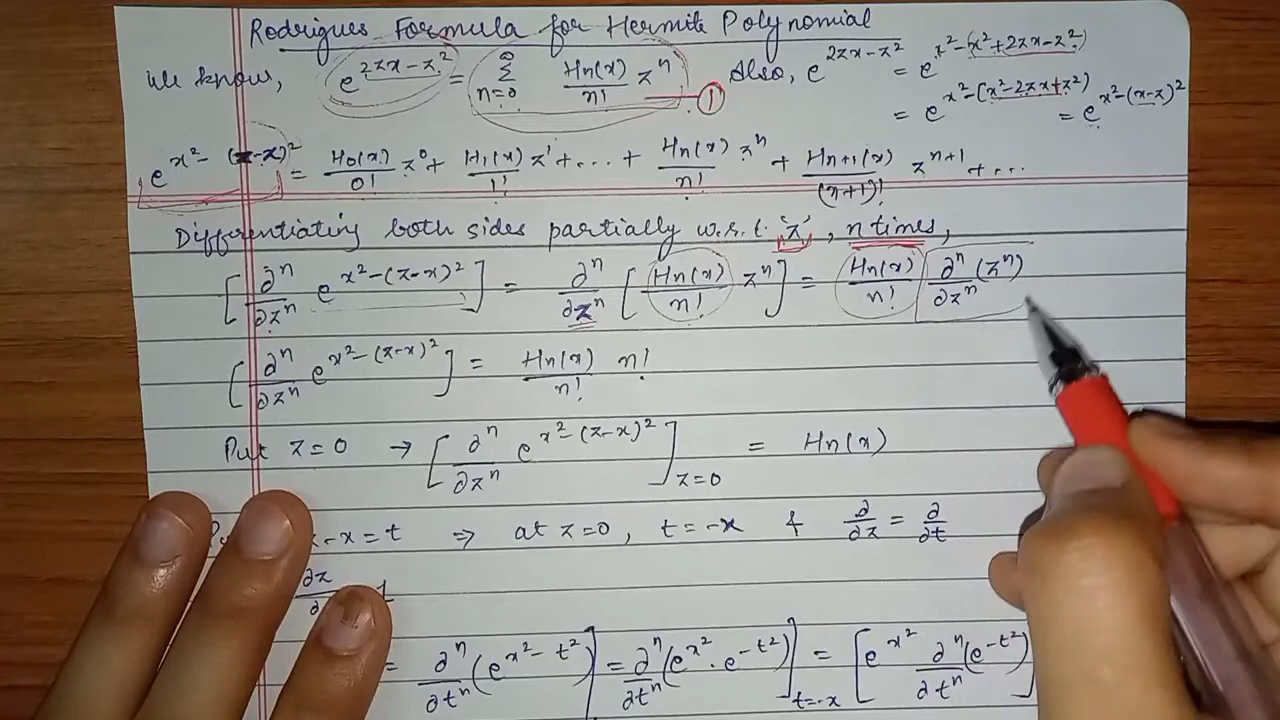 Rodrigues Formula for Hermite Polynomial
We know, e^{2zx-z^2} = Σ_{n=0}^{∞} Hn(x)/n! z^n — ① Also, e^{2zx-z^2} = e^{x^2-(x^2+2zx-z^2)}
= e^{x^2-(x^2-2zx+z^2)} = e^{x^2-(x-z)^2}
e^{x^2-(z-x)^2} = H0(x)/0! z^0 + H1(x)/1! z^1 + ... + Hn(x)/n! z^n + Hn+1(x)/(n+1)! z^{n+1} + ...
Differentiating both sides partially w.r.t. 'z', n times,
[∂^n/∂z^n e^{x^2-(z-x)^2}] = ∂^n/∂z^n [Hn(x)/n! z^n] = Hn(x)/n! ∂^n(z^n)/∂z^n
[∂^n/∂z^n e^{x^2-(z-x)^2}] = Hn(x)/n! n!
Put z=0 → [∂^n/∂z^n e^{x^2-(z-x)^2}]_{z=0} = Hn(x)
z-x=t ⇒ at z=0, t=-x & ∂/∂z = ∂/∂t
∂z 1
= ∂^n/∂t^n (e^{x^2-t^2}] = ∂^n/∂t^n (e^{x^2}.e^{-t^2})]_{t=-x} = [e^{x^2} ∂^n/∂t^n (e^{-t^2})]